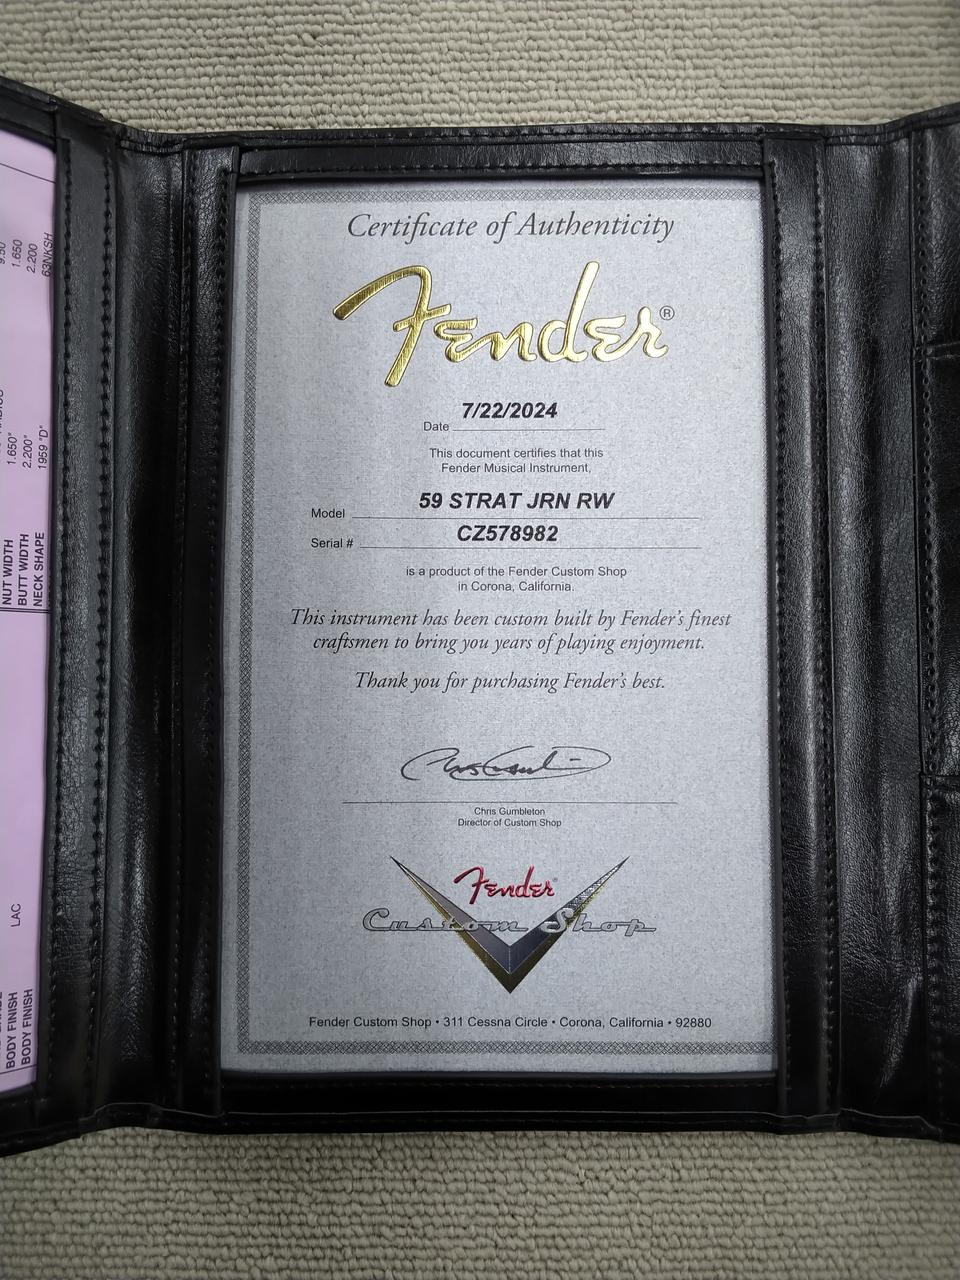 Certificate of Authenticity
Fender®
7/22/2024
Date
This document certifies that this
Fender Musical Instrument,
59 STRAT JRN RW
Model
CZ578982
Serial #
is a product of the Fender Custom Shop
in Corona, California.
This instrument has been custom built by Fender's finest
craftsmen to bring you years of playing enjoyment.
Thank you for purchasing Fender's best.
Chris Gumbleton
Director of Custom Shop
Fender
Custom Shop
Fender Custom Shop • 311 Cessna Circle • Corona, California • 92880
NUT WIDTH 1.650" 1.650
BUTT WIDTH 2.200" 2.200
NECK SHAPE 1959 "D" 63NKSH
BODY FINISH LAC
BODY FINISH